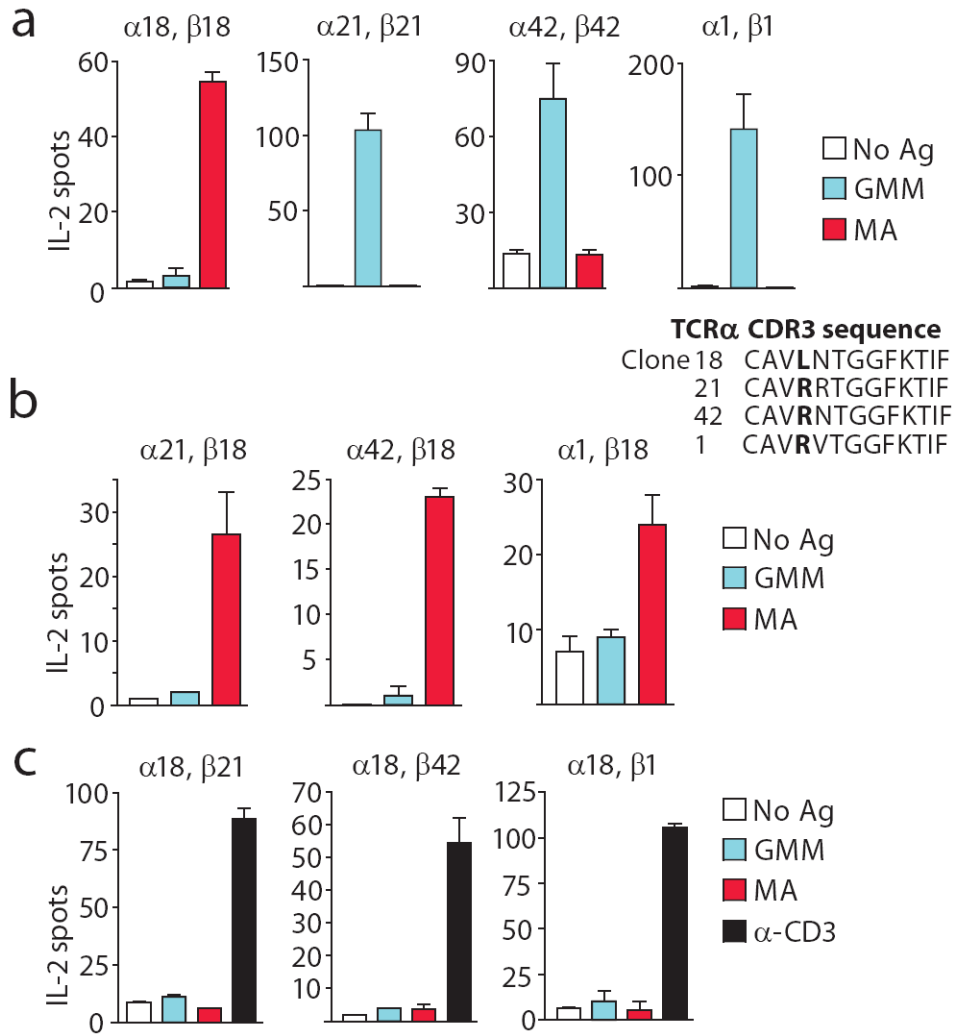 a
α18, β18
α21, β21
α42, β42
α1, β1
IL-2 spots
60
40
20
0
150
100
50
90
60
30
200
100
No Ag
GMM
MA
TCRα CDR3 sequence
Clone 18 CAVLNTGGFKTIF
21 CAVRRTGGFKTIF
42 CAVRNTGGFKTIF
1 CAVRVTGGFKTIF
b
α21, β18
α42, β18
α1, β18
IL-2 spots
30
20
10
0
25
20
15
10
5
30
20
10
No Ag
GMM
MA
c
α18, β21
α18, β42
α18, β1
IL-2 spots
100
75
50
25
0
70
60
50
40
30
20
10
125
100
75
50
25
0
No Ag
GMM
MA
α-CD3